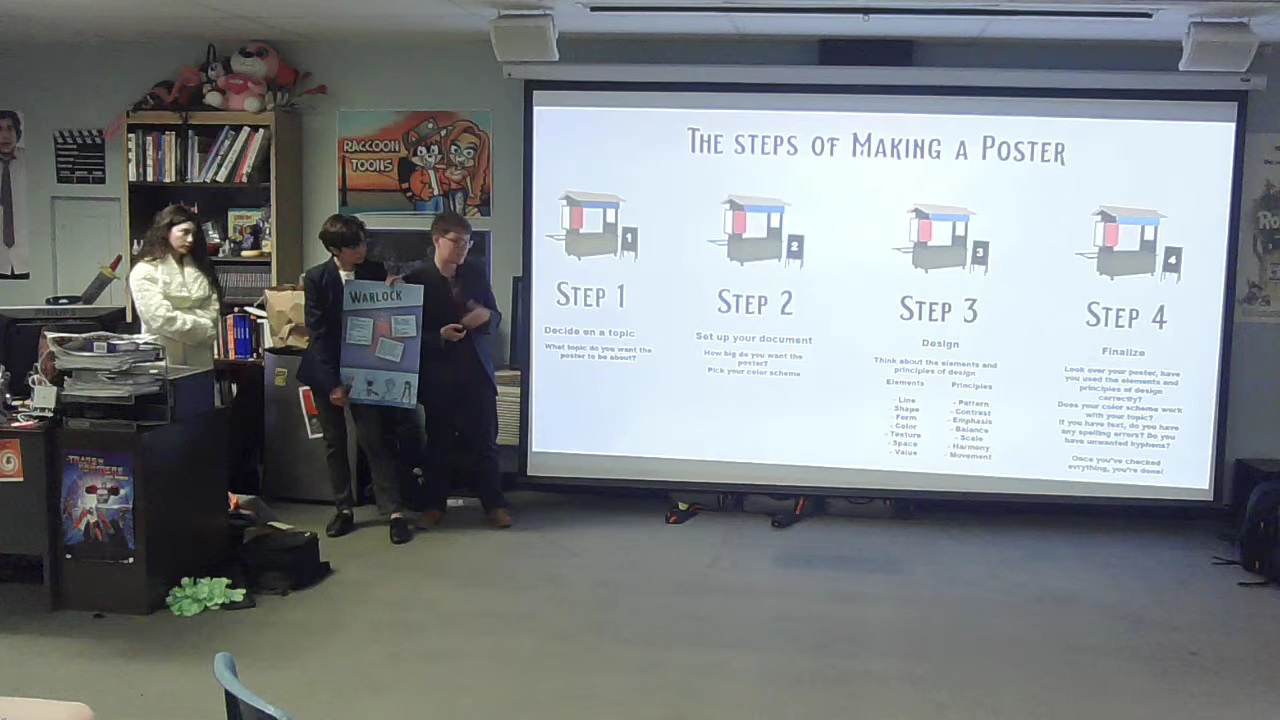 THE STEPS OF MAKING A POSTER
1
2
3
4
STEP 1
Decide on a topic
What topic do you want the
poster to be about?
STEP 2
Set up your document
How big do you want the
poster?
Pick your color scheme
STEP 3
Design
Think about the elements and
principles of design
Elements
- Line
- Shape
- Form
- Color
- Texture
- Space
- Value
Principles
- Pattern
- Contrast
- Emphasis
- Balance
- Scale
- Harmony
- Movement
STEP 4
Finalize
Look over your poster, have
you used the elements and
principles of design
correctly?
Does your color scheme work
with your topic?
If you have text, do you have
any spelling errors? Do you
have unwanted hyphens?
Once you've checked
evrything, you're done!
RACCOON
TOONS
WARLOCK
PHILIPS
TRANSFORMERS